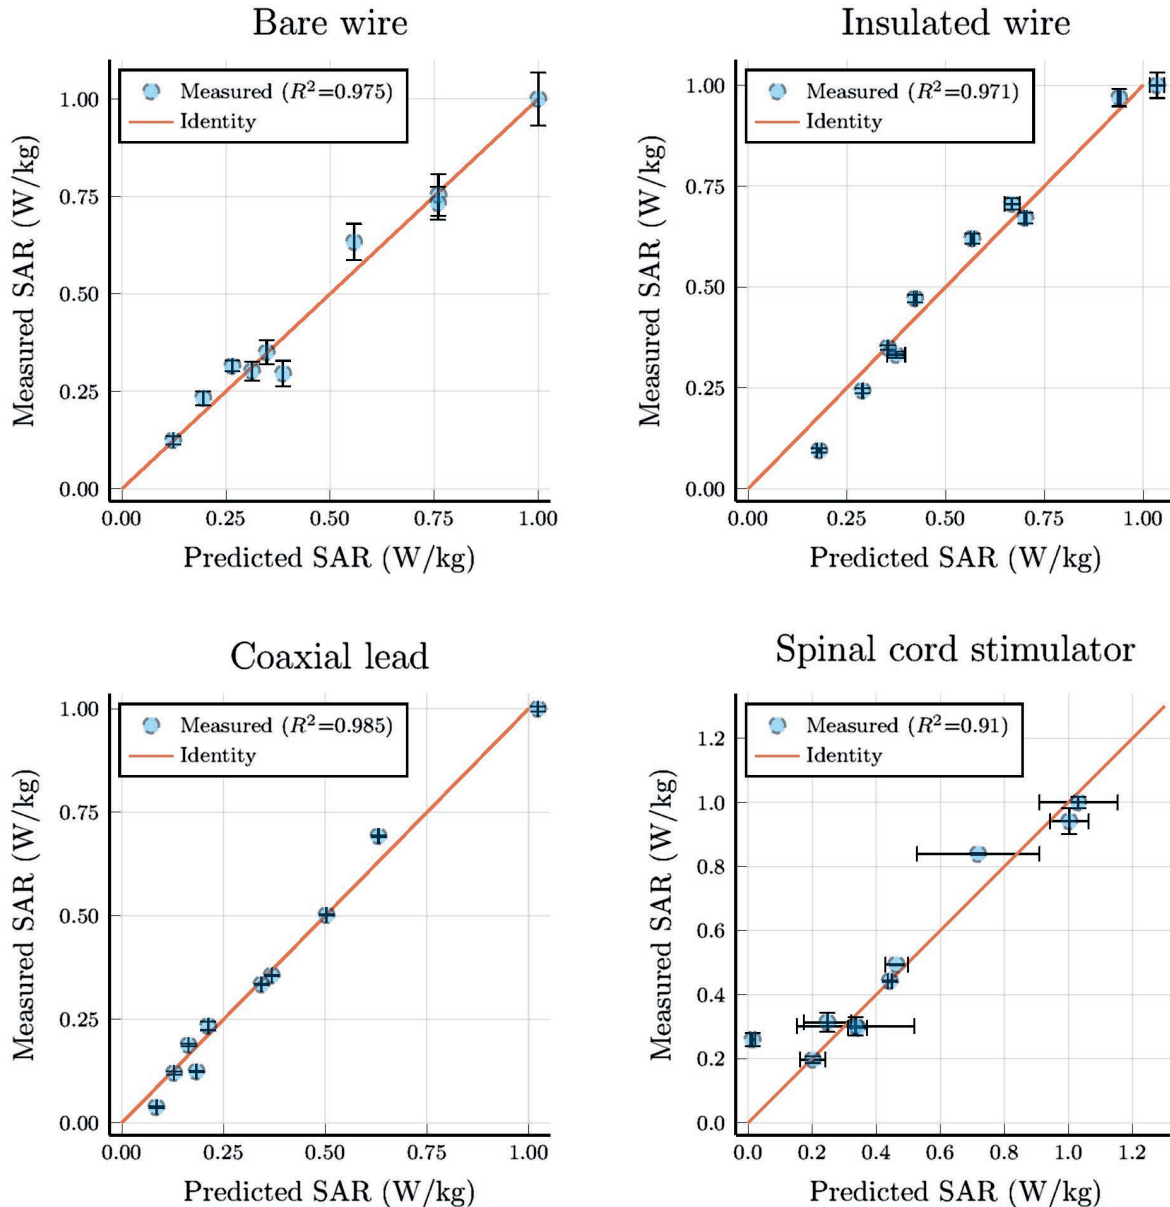 Bare wire
Measured (R²=0.975)
Identity
1.00
0.75
0.50
0.25
0.00
Measured SAR (W/kg)
0.00 0.25 0.50 0.75 1.00
Predicted SAR (W/kg)
Insulated wire
Measured (R²=0.971)
Identity
1.00
0.75
0.50
0.25
0.00
Measured SAR (W/kg)
0.00 0.25 0.50 0.75 1.00
Predicted SAR (W/kg)
Coaxial lead
Measured (R²=0.985)
Identity
1.00
0.75
0.50
0.25
0.00
Measured SAR (W/kg)
0.00 0.25 0.50 0.75 1.00
Predicted SAR (W/kg)
Spinal cord stimulator
Measured (R²=0.91)
Identity
1.2
1.0
0.8
0.6
0.4
0.2
0.0
Measured SAR (W/kg)
0.0 0.2 0.4 0.6 0.8 1.0 1.2
Predicted SAR (W/kg)